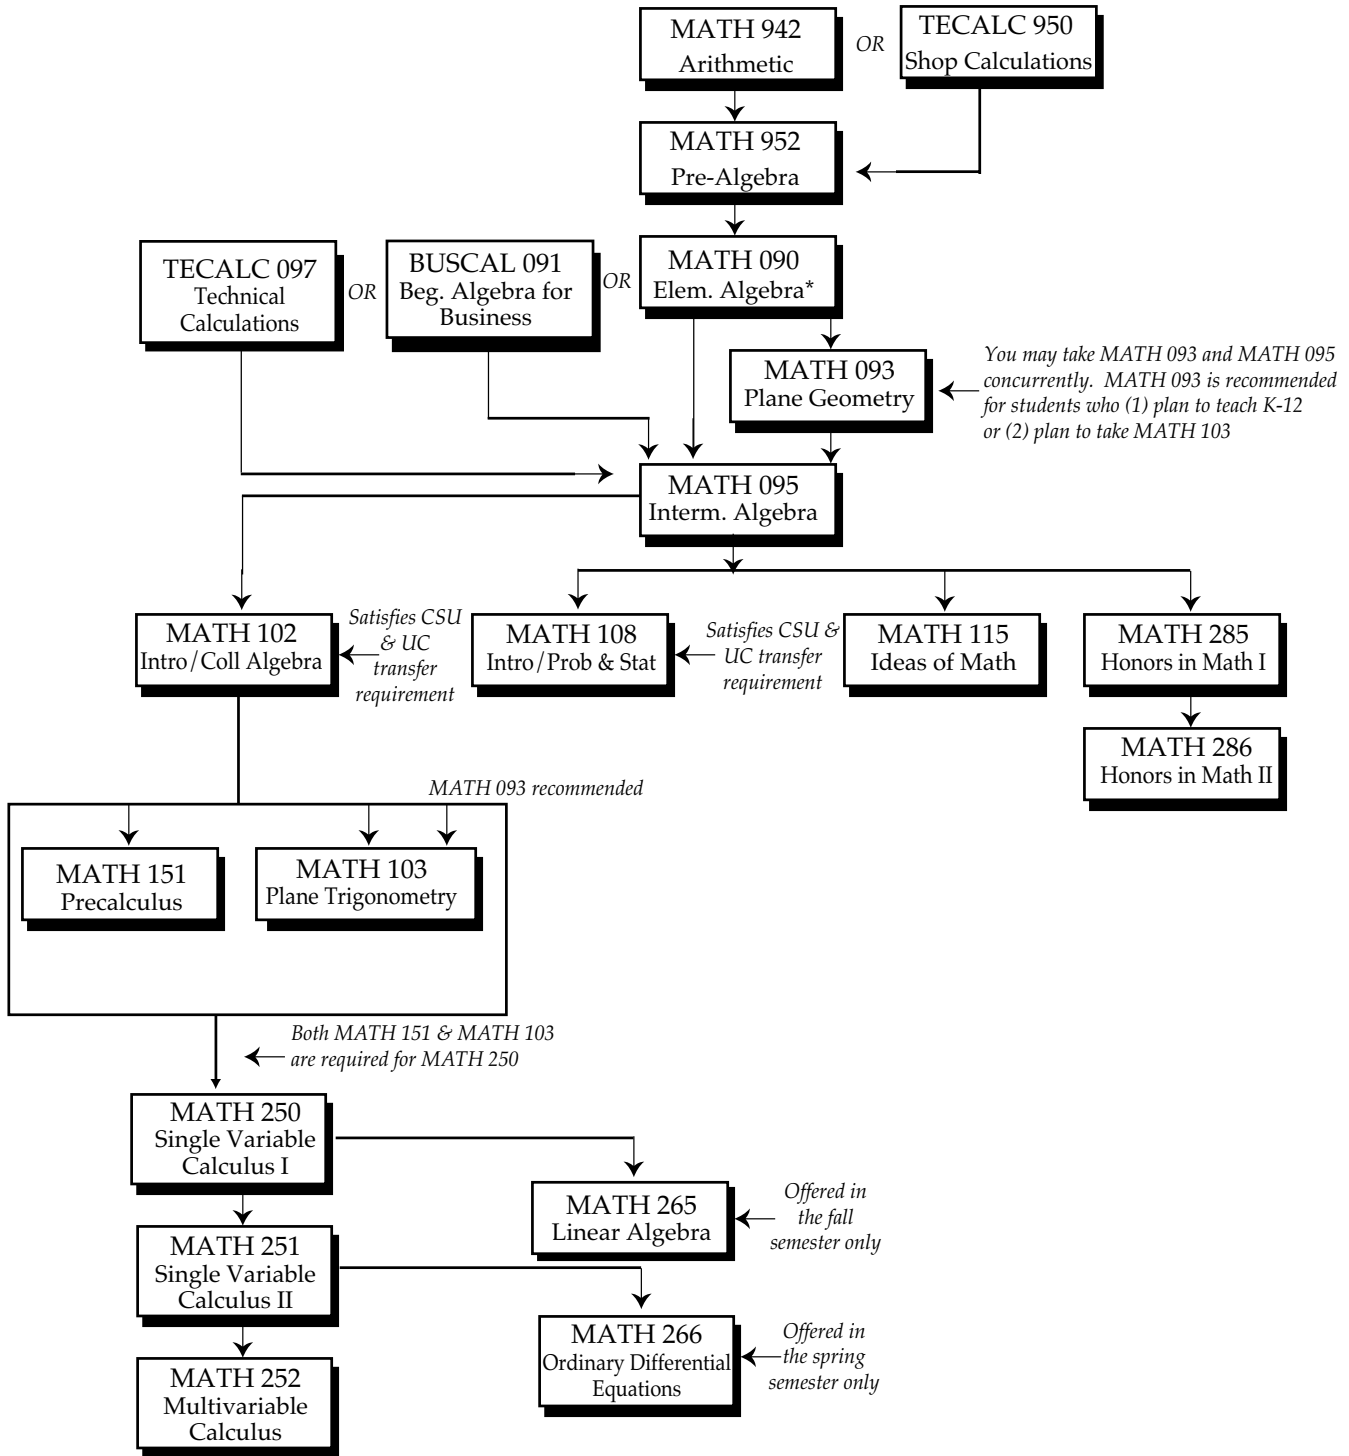 MATH 942
Arithmetic
OR
TECALC 950
Shop Calculations
MATH 952
Pre-Algebra
TECALC 097
Technical
Calculations
OR
BUSCAL 091
Beg. Algebra for
Business
OR
MATH 090
Elem. Algebra*
MATH 093
Plane Geometry
You may take MATH 093 and MATH 095
concurrently. MATH 093 is recommended
for students who (1) plan to teach K-12
or (2) plan to take MATH 103
MATH 095
Interm. Algebra
MATH 102
Intro/Coll Algebra
Satisfies CSU
& UC
transfer
requirement
MATH 108
Intro/Prob & Stat
Satisfies CSU &
UC transfer
requirement
MATH 115
Ideas of Math
MATH 285
Honors in Math I
MATH 286
Honors in Math II
MATH 093 recommended
MATH 151
Precalculus
MATH 103
Plane Trigonometry
Both MATH 151 & MATH 103
are required for MATH 250
MATH 250
Single Variable
Calculus I
MATH 265
Linear Algebra
Offered in
the fall
semester only
MATH 251
Single Variable
Calculus II
MATH 266
Ordinary Differential
Equations
Offered in
the spring
semester only
MATH 252
Multivariable
Calculus